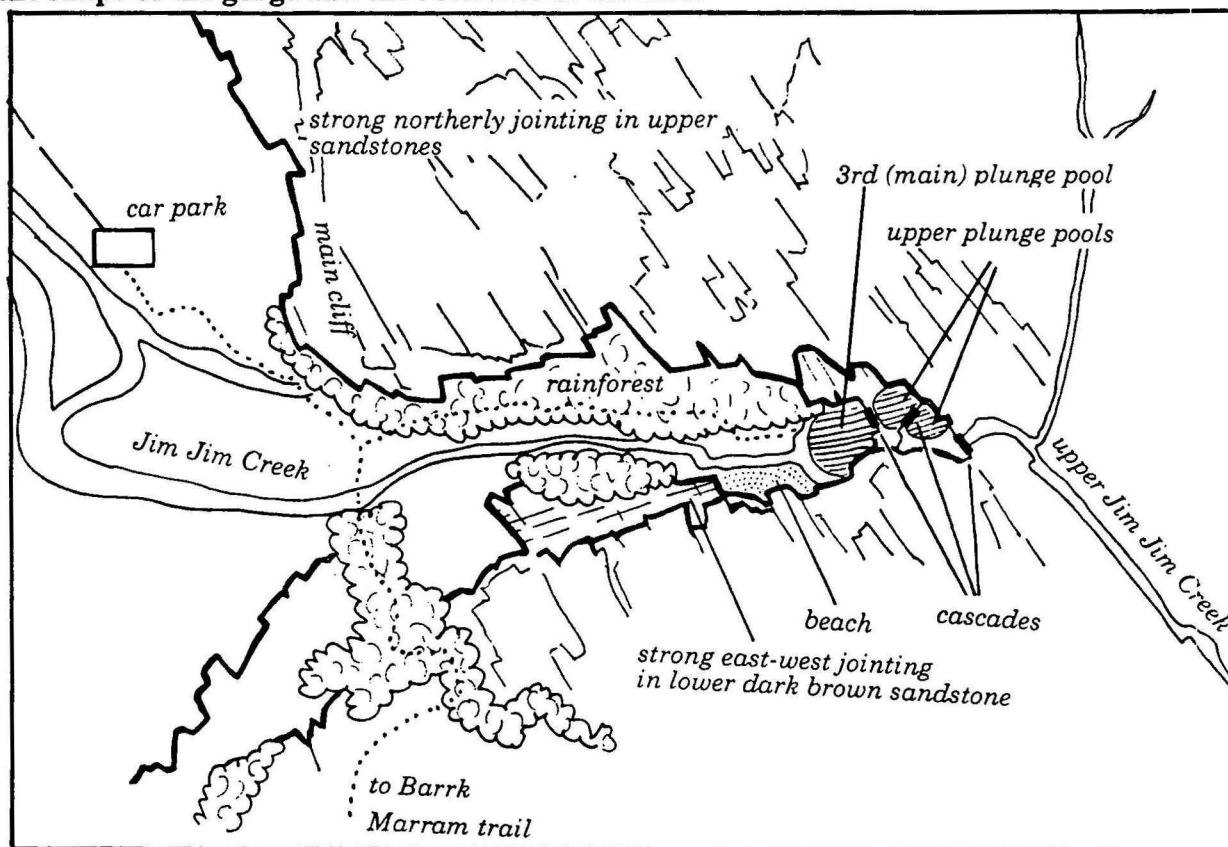 strong northerly jointing in upper
sandstones
3rd (main) plunge pool
car park
upper plunge pools
main cliff
rainforest
Jim Jim Creek
upper Jim Jim Creek
beach
cascades
strong east-west jointing
in lower dark brown sandstone
to Barrk
Marram trail